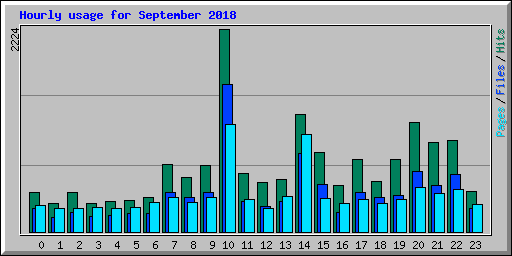 Hourly usage for September 2018
2224
Pages/Files/Hits
0 1 2 3 4 5 6 7 8 9 10 11 12 13 14 15 16 17 18 19 20 21 22 23